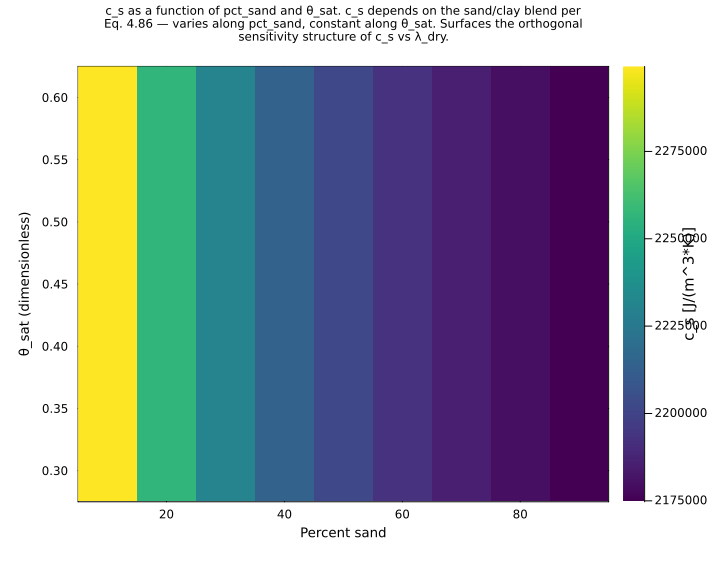 c_s as a function of pct_sand and θ_sat. c_s depends on the sand/clay blend per
Eq. 4.86 — varies along pct_sand, constant along θ_sat. Surfaces the orthogonal
sensitivity structure of c_s vs λ_dry.
0.60
0.55
0.50
0.45
0.40
0.35
0.30
θ_sat (dimensionless)
20
40
60
80
Percent sand
2275000
2250000
2225000
2200000
2175000
c_s [J/(m^3*K)]